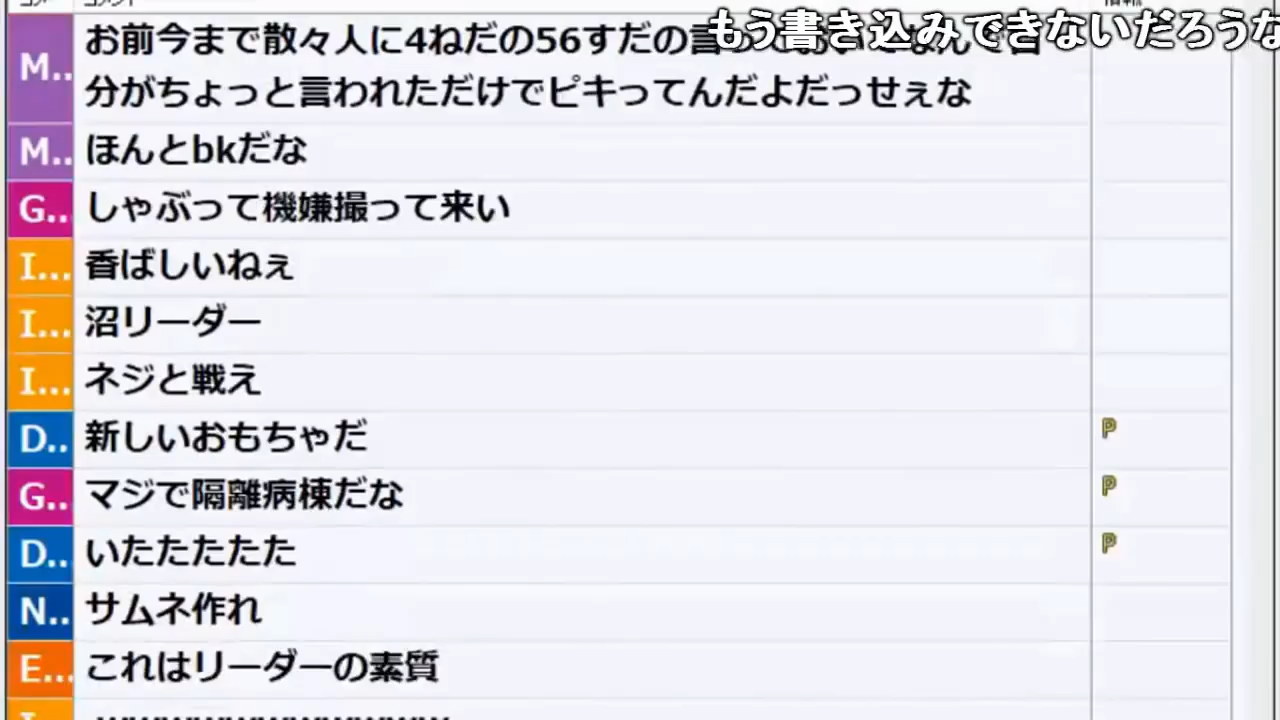 コメント
もう書き込みできないだろうな
M..
お前今まで散々人に4ねだの56すだの言っ
分がちょっと言われただけでピキってんだよだっせぇな
M.. ほんとbkだな
G.. しゃぶって機嫌撮って来い
I... 香ばしいねぇ
I... 沼リーダー
I... ネジと戦え
D.. 新しいおもちゃだ P
G.. マジで隔離病棟だな P
D.. いたたたたた P
N.. サムネ作れ
E... これはリーダーの素質